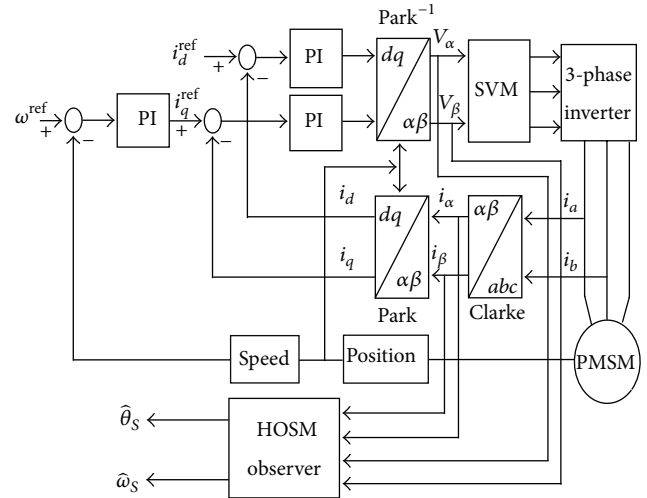 Park⁻¹
i_d^ref
+
−
PI
dq
αβ
V_α
V_β
SVM
3-phase
inverter
ω^ref
+
−
PI
i_q^ref
+
−
PI
i_d
i_q
dq
αβ
Park
i_α
i_β
αβ
abc
Clarke
i_a
i_b
Speed
Position
PMSM
θ̂_S
ω̂_S
HOSM
observer